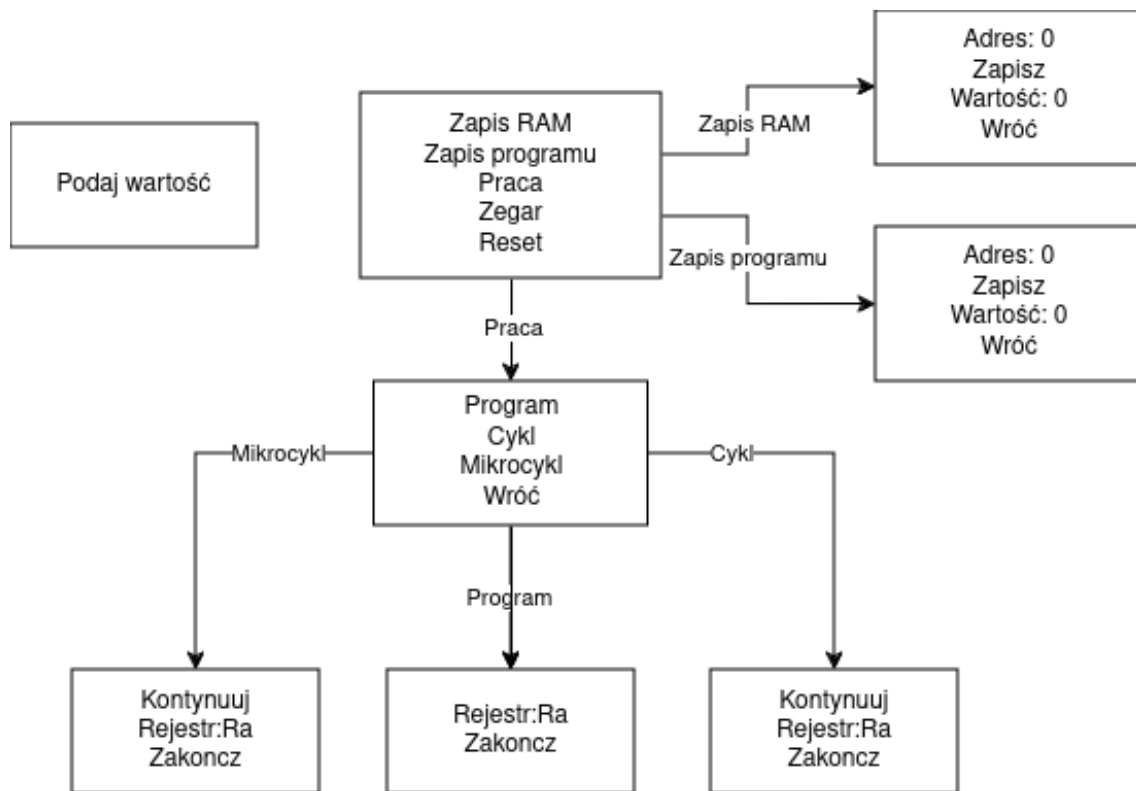 Adres: 0
Zapisz
Wartość: 0
Wróć
Zapis RAM
Zapis programu
Praca
Zegar
Reset
Zapis RAM
Podaj wartość
Zapis programu
Adres: 0
Zapisz
Wartość: 0
Wróć
Praca
Program
Cykl
Mikrocykl
Wróć
Mikrocykl
Cykl
Program
Kontynuuj
Rejestr:Ra
Zakoncz
Rejestr:Ra
Zakoncz
Kontynuuj
Rejestr:Ra
Zakoncz